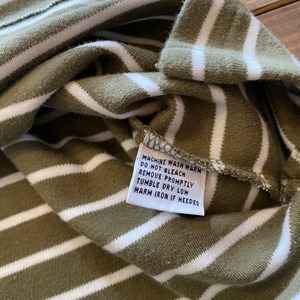 MACHINE WASH WARM
DO NOT BLEACH
REMOVE PROMPTLY
TUMBLE DRY LOW
WARM IRON IF NEEDED